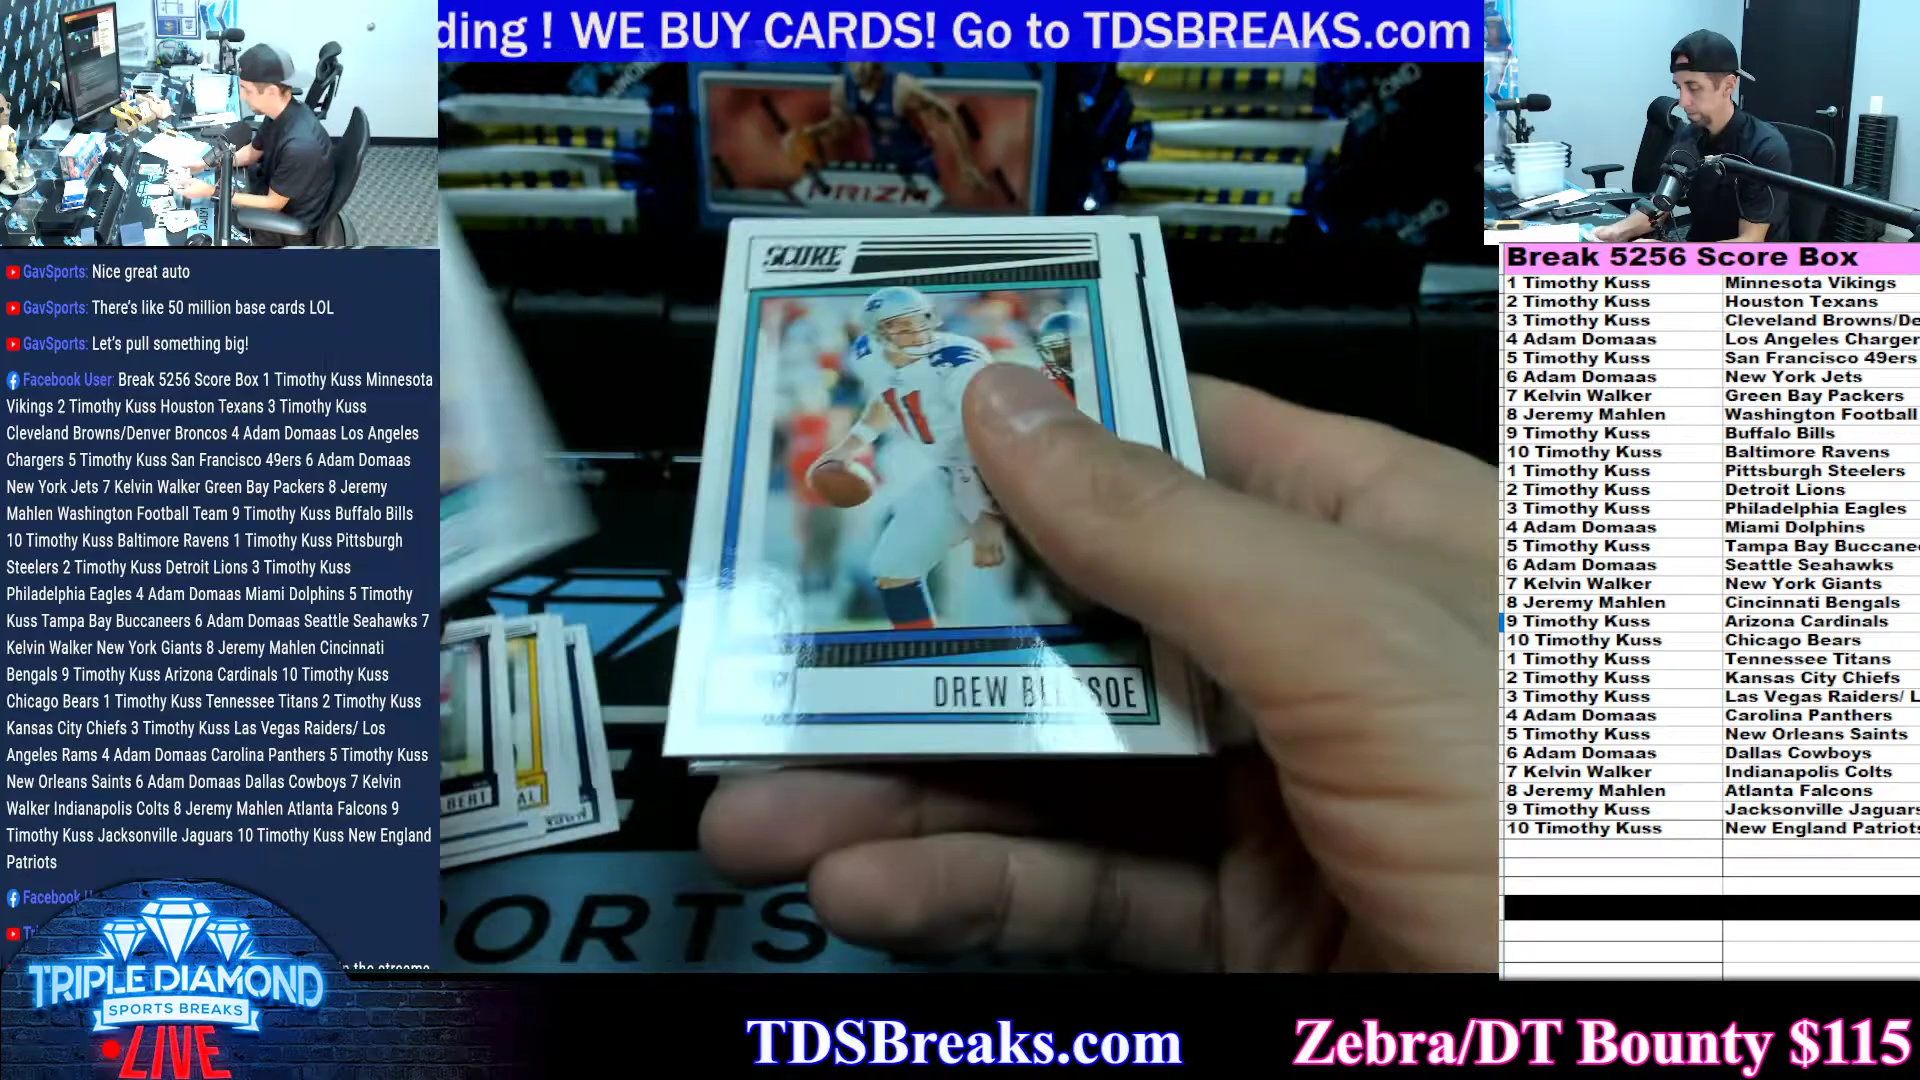 ding ! WE BUY CARDS! Go to TDSBREAKS.com
GavSports: Nice great auto
GavSports: There's like 50 million base cards LOL
GavSports: Let's pull something big!
Facebook User: Break 5256 Score Box 1 Timothy Kuss Minnesota
Vikings 2 Timothy Kuss Houston Texans 3 Timothy Kuss
Cleveland Browns/Denver Broncos 4 Adam Domaas Los Angeles
Chargers 5 Timothy Kuss San Francisco 49ers 6 Adam Domaas
New York Jets 7 Kelvin Walker Green Bay Packers 8 Jeremy
Mahlen Washington Football Team 9 Timothy Kuss Buffalo Bills
10 Timothy Kuss Baltimore Ravens 1 Timothy Kuss Pittsburgh
Steelers 2 Timothy Kuss Detroit Lions 3 Timothy Kuss
Philadelphia Eagles 4 Adam Domaas Miami Dolphins 5 Timothy
Kuss Tampa Bay Buccaneers 6 Adam Domaas Seattle Seahawks 7
Kelvin Walker New York Giants 8 Jeremy Mahlen Cincinnati
Bengals 9 Timothy Kuss Arizona Cardinals 10 Timothy Kuss
Chicago Bears 1 Timothy Kuss Tennessee Titans 2 Timothy Kuss
Kansas City Chiefs 3 Timothy Kuss Las Vegas Raiders/ Los
Angeles Rams 4 Adam Domaas Carolina Panthers 5 Timothy Kuss
New Orleans Saints 6 Adam Domaas Dallas Cowboys 7 Kelvin
Walker Indianapolis Colts 8 Jeremy Mahlen Atlanta Falcons 9
Timothy Kuss Jacksonville Jaguars 10 Timothy Kuss New England
Patriots
Facebook U
Tri
in the streams
TRIPLE DIAMOND
SPORTS BREAKS
LIVE
PRIZM
SCORE
11
DREW BLEDSOE
BERT
AL
ORTS
Break 5256 Score Box
1 Timothy Kuss Minnesota Vikings
2 Timothy Kuss Houston Texans
3 Timothy Kuss Cleveland Browns/De
4 Adam Domaas Los Angeles Charger
5 Timothy Kuss San Francisco 49ers
6 Adam Domaas New York Jets
7 Kelvin Walker Green Bay Packers
8 Jeremy Mahlen Washington Football
9 Timothy Kuss Buffalo Bills
10 Timothy Kuss Baltimore Ravens
1 Timothy Kuss Pittsburgh Steelers
2 Timothy Kuss Detroit Lions
3 Timothy Kuss Philadelphia Eagles
4 Adam Domaas Miami Dolphins
5 Timothy Kuss Tampa Bay Buccanee
6 Adam Domaas Seattle Seahawks
7 Kelvin Walker New York Giants
8 Jeremy Mahlen Cincinnati Bengals
9 Timothy Kuss Arizona Cardinals
10 Timothy Kuss Chicago Bears
1 Timothy Kuss Tennessee Titans
2 Timothy Kuss Kansas City Chiefs
3 Timothy Kuss Las Vegas Raiders/ L
4 Adam Domaas Carolina Panthers
5 Timothy Kuss New Orleans Saints
6 Adam Domaas Dallas Cowboys
7 Kelvin Walker Indianapolis Colts
8 Jeremy Mahlen Atlanta Falcons
9 Timothy Kuss Jacksonville Jaguars
10 Timothy Kuss New England Patriots
TDSBreaks.com
Zebra/DT Bounty $115